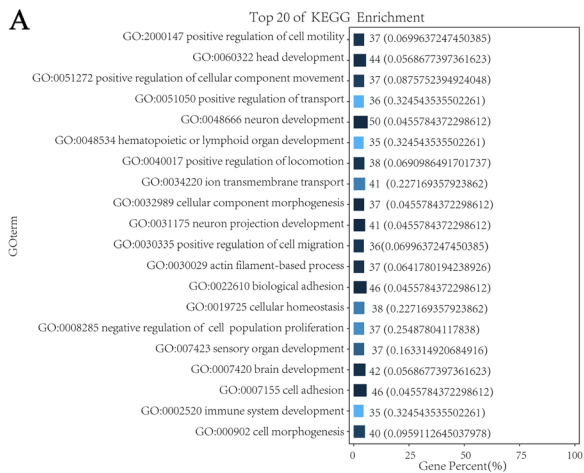 A
Top 20 of KEGG Enrichment
GO:2000147 positive regulation of cell motility 37 (0.0699637247450385)
GO:0060322 head development 44 (0.0568677397361623)
GO:0051272 positive regulation of cellular component movement 37 (0.0875752394924048)
GO:0051050 positive regulation of transport 36 (0.324543535502261)
GO:0048666 neuron development 50 (0.0455784372298612)
GO:0048534 hematopoietic or lymphoid organ development 35 (0.324543535502261)
GO:0040017 positive regulation of locomotion 38 (0.0690986491701737)
GO:0034220 ion transmembrane transport 41 (0.227169357923862)
GO:0032989 cellular component morphogenesis 37 (0.0455784372298612)
GO:0031175 neuron projection development 41 (0.0455784372298612)
GO:0030335 positive regulation of cell migration 36(0.0699637247450385)
GO:0030029 actin filament-based process 37 (0.0641780194238926)
GO:0022610 biological adhesion 46 (0.0455784372298612)
GO:0019725 cellular homeostasis 38 (0.227169357923862)
GO:0008285 negative regulation of cell population proliferation 37 (0.25487804117838)
GO:007423 sensory organ development 37 (0.163314920684916)
GO:0007420 brain development 42 (0.0568677397361623)
GO:0007155 cell adhesion 46 (0.0455784372298612)
GO:0002520 immune system development 35 (0.324543535502261)
GO:000902 cell morphogenesis 40 (0.0959112645037978)
GOterm
0 25 50 75 100
Gene Percent(%)